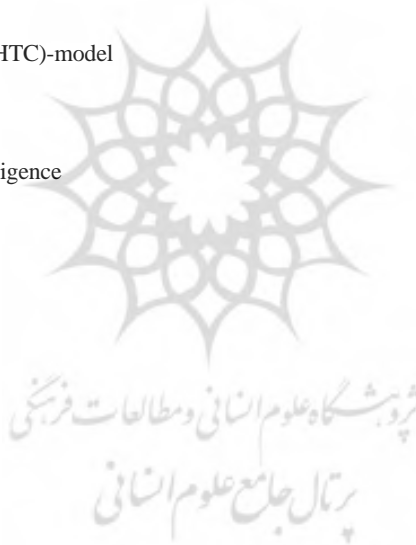 HTC)-model
igence
پژوهشگاه علوم انسانی و مطالعات فرهنگی
پرتال جامع علوم انسانی